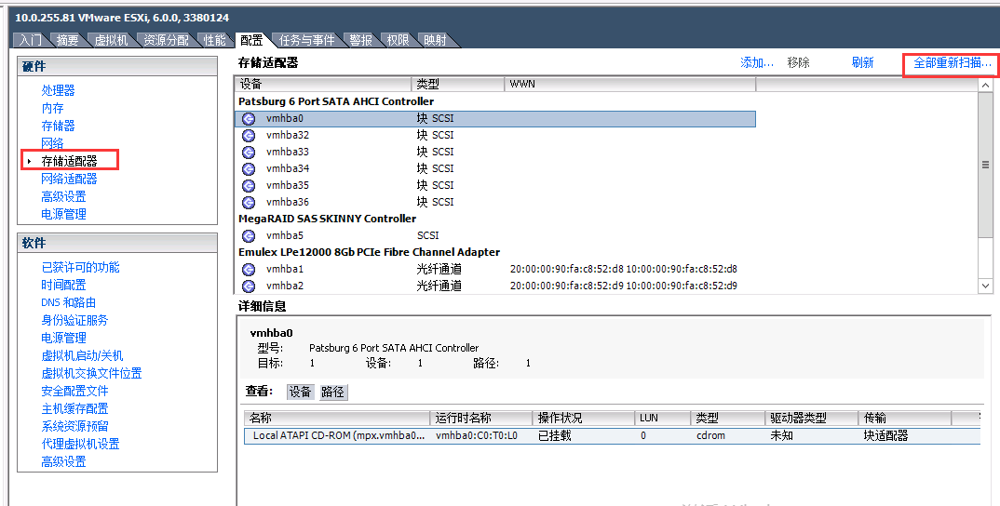 10.0.255.81 VMware ESXi, 6.0.0, 3380124
入门 摘要 虚拟机 资源分配 性能 配置 任务与事件 警报 权限 映射
硬件
处理器
内存
存储器
网络
存储适配器
网络适配器
高级设置
电源管理
软件
已获许可的功能
时间配置
DNS 和路由
身份验证服务
电源管理
虚拟机启动/关机
虚拟机交换文件位置
安全配置文件
主机缓存配置
系统资源预留
代理虚拟机设置
高级设置
存储适配器 添加... 移除 刷新 全部重新扫描...
设备 类型 WWN
Patsburg 6 Port SATA AHCI Controller
vmhba0 块 SCSI
vmhba32 块 SCSI
vmhba33 块 SCSI
vmhba34 块 SCSI
vmhba35 块 SCSI
vmhba36 块 SCSI
MegaRAID SAS SKINNY Controller
vmhba5 SCSI
Emulex LPe12000 8Gb PCIe Fibre Channel Adapter
vmhba1 光纤通道 20:00:00:90:fa:c8:52:d8 10:00:00:90:fa:c8:52:d8
vmhba2 光纤通道 20:00:00:90:fa:c8:52:d9 10:00:00:90:fa:c8:52:d9
详细信息
vmhba0
型号: Patsburg 6 Port SATA AHCI Controller
目标: 1 设备: 1 路径: 1
查看: 设备 路径
名称 运行时名称 操作状况 LUN 类型 驱动器类型 传输
Local ATAPI CD-ROM (mpx.vmhba0... vmhba0:C0:T0:L0 已挂载 0 cdrom 未知 块适配器